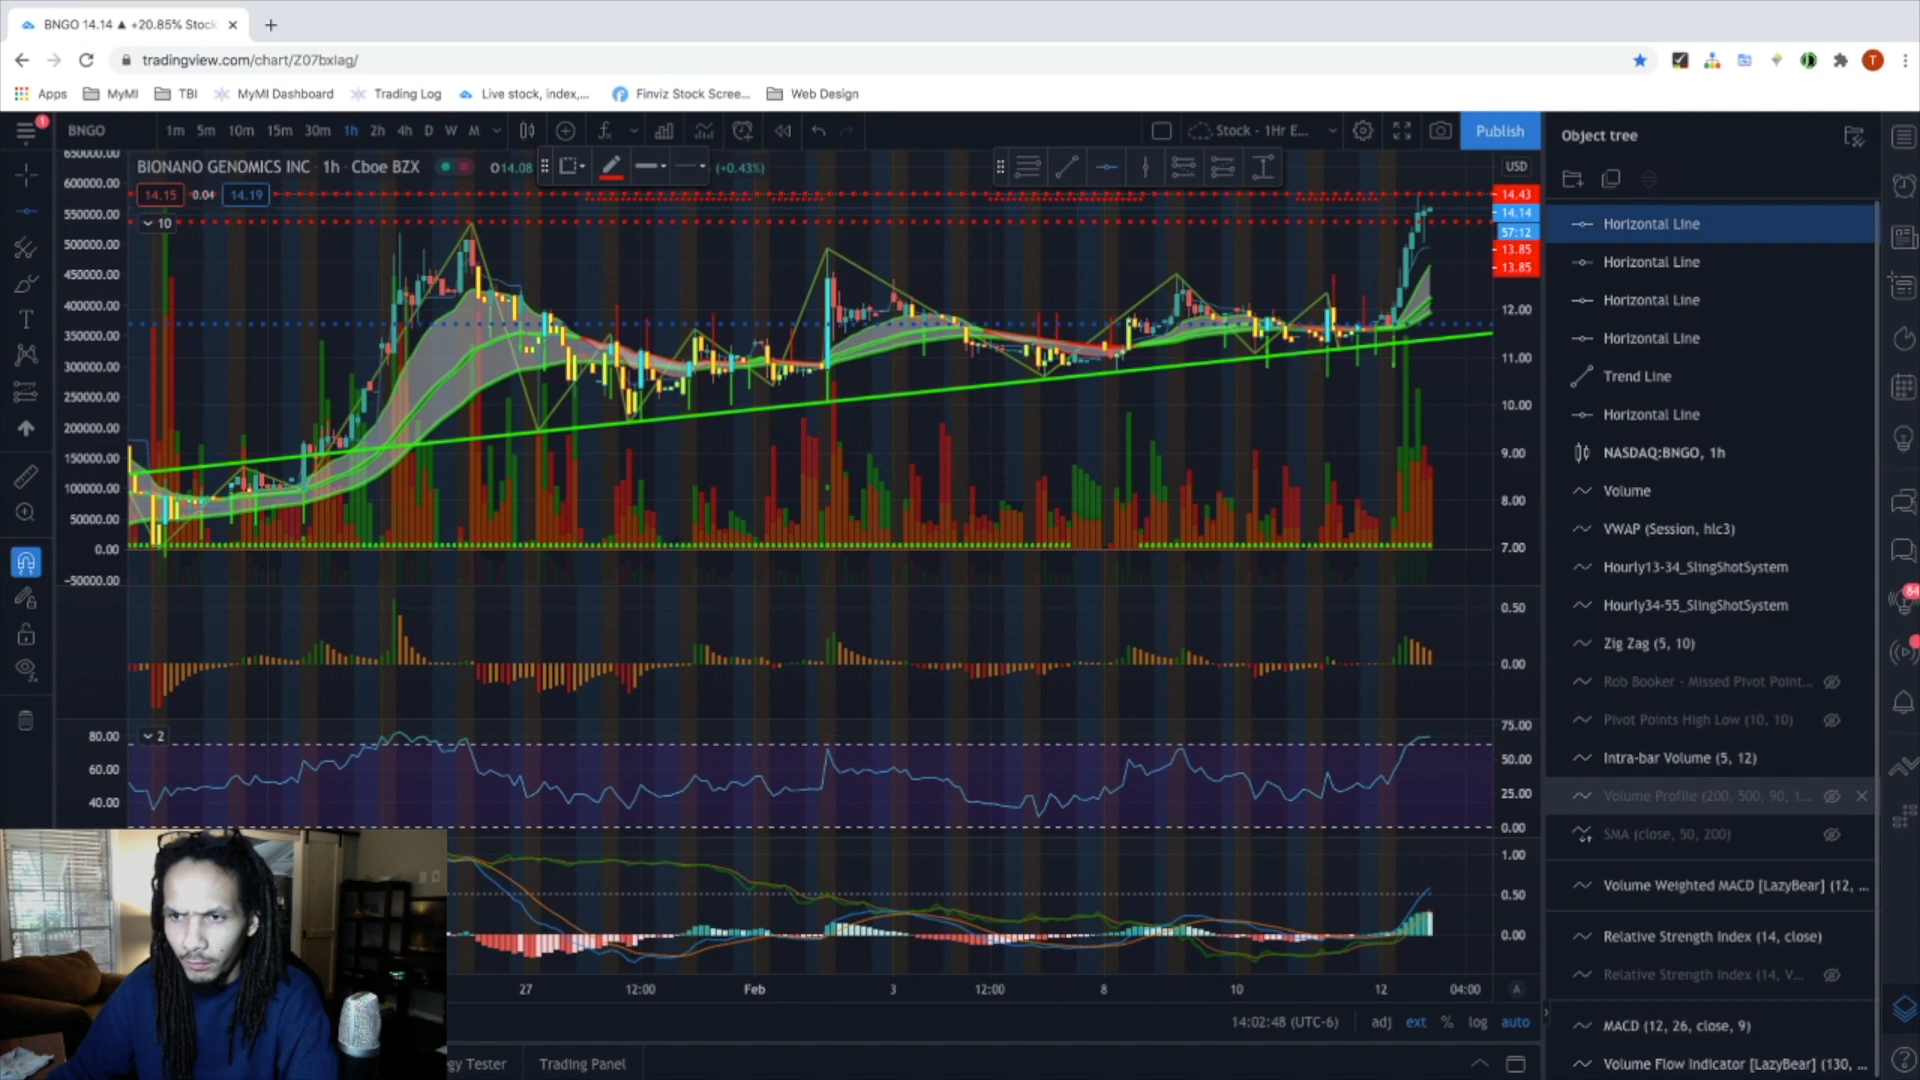 BNGO 14.14 ▲ +20.85% Stock
tradingview.com/chart/Z07bxlag/
T
Apps MyMI TBI MyMI Dashboard Trading Log Live stock, index,... Finviz Stock Scree... Web Design
1 BNGO 1m 5m 10m 15m 30m 1h 2h 4h D W M Stock - 1Hr E... Publish Object tree
BIONANO GENOMICS INC · 1h · Cboe BZX O14.08 (+0.43%) USD
14.15 0.04 14.19
10
650000.00
600000.00
550000.00
500000.00
450000.00
400000.00
350000.00
300000.00
250000.00
200000.00
150000.00
100000.00
50000.00
0.00
−50000.00
14.43
14.14
57:12
13.85
13.85
12.00
11.00
10.00
9.00
8.00
7.00
0.50
0.00
2
80.00
60.00
40.00
75.00
50.00
25.00
0.00
1.00
0.50
0.00
27 12:00 Feb 3 12:00 8 10 12 04:00 A
14:02:48 (UTC-6) adj ext % log auto
gy Tester Trading Panel
Horizontal Line
Horizontal Line
Horizontal Line
Horizontal Line
Trend Line
Horizontal Line
NASDAQ:BNGO, 1h
Volume
VWAP (Session, hlc3)
Hourly13-34_SlingShotSystem
Hourly34-55_SlingShotSystem
Zig Zag (5, 10)
Rob Booker - Missed Pivot Point...
Pivot Points High Low (10, 10)
Intra-bar Volume (5, 12)
Volume Profile (200, 500, 90, 1...
SMA (close, 50, 200)
Volume Weighted MACD [LazyBear] (12, ...
Relative Strength Index (14, close)
Relative Strength Index (14, V...
MACD (12, 26, close, 9)
Volume Flow Indicator [LazyBear] (130, ...
84